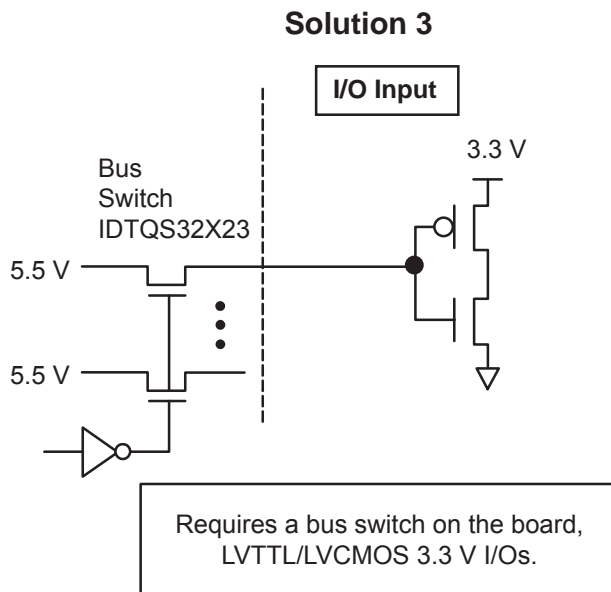 Solution 3
I/O Input
3.3 V
Bus
Switch
IDTQS32X23
5.5 V
5.5 V
Requires a bus switch on the board,
LVTTL/LVCMOS 3.3 V I/Os.